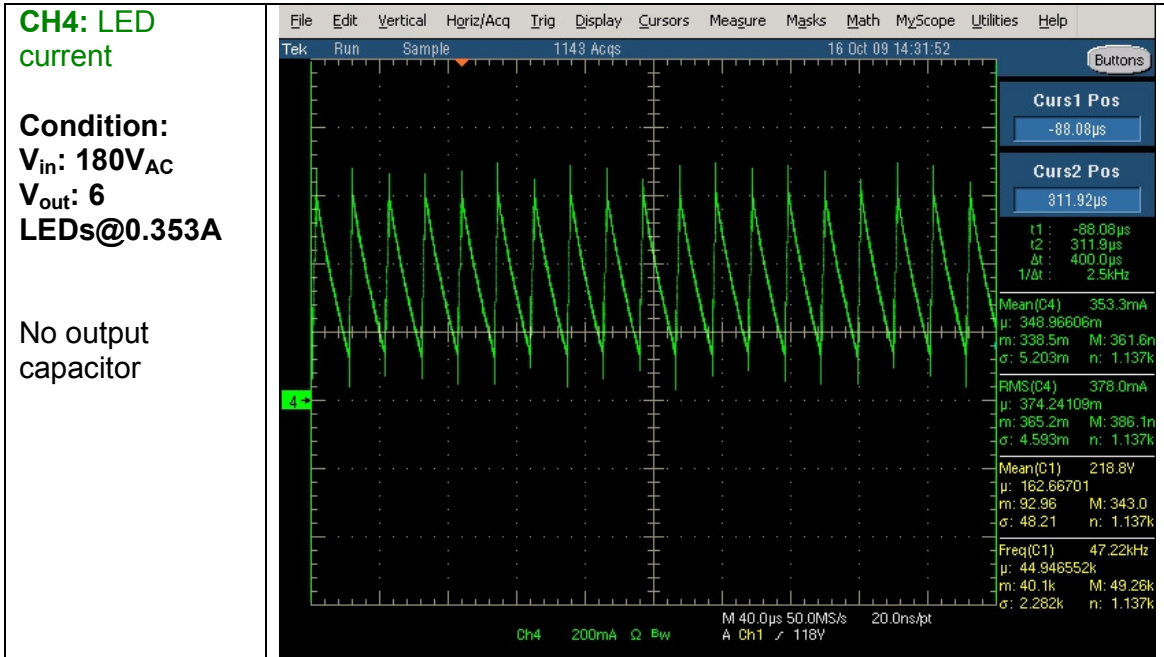 CH4: LED
current
Condition:
Vin: 180VAC
Vout: 6
LEDs@0.353A
No output
capacitor
File Edit Vertical Horiz/Acq Trig Display Cursors Measure Masks Math MyScope Utilities Help
Tek Run Sample 1143 Acqs 16 Oct 09 14:31:52
Buttons
Curs1 Pos
-88.08µs
Curs2 Pos
311.92µs
t1 : -88.08µs
t2 : 311.9µs
Δt : 400.0µs
1/Δt : 2.5kHz
Mean(C4) 353.3mA
µ: 348.96606m
m: 338.5m M: 361.6m
σ: 5.203m n: 1.137k
RMS(C4) 378.0mA
µ: 374.24109m
m: 365.2m M: 386.1m
σ: 4.593m n: 1.137k
Mean(C1) 218.8V
µ: 162.66701
m: 92.96 M: 343.0
σ: 48.21 n: 1.137k
Freq(C1) 47.22kHz
µ: 44.946552k
m: 40.1k M: 49.26k
σ: 2.282k n: 1.137k
4
M 40.0µs 50.0MS/s 20.0ns/pt
Ch4 200mA Ω Bw A Ch1 ∕ 118V